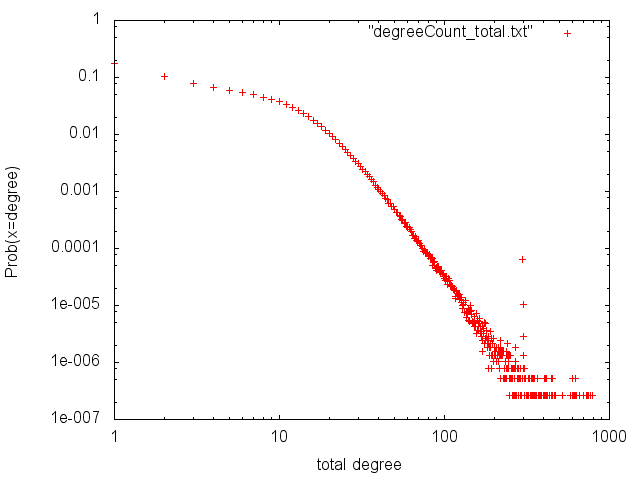 "degreeCount_total.txt"
1
0.1
0.01
0.001
0.0001
1e-005
1e-006
1e-007
Prob(x=degree)
1 10 100 1000
total degree